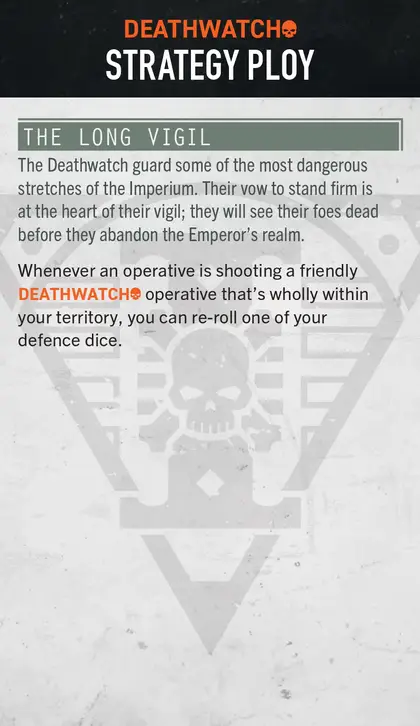 DEATHWATCH
STRATEGY PLOY
THE LONG VIGIL
The Deathwatch guard some of the most dangerous
stretches of the Imperium. Their vow to stand firm is
at the heart of their vigil; they will see their foes dead
before they abandon the Emperor’s realm.
Whenever an operative is shooting a friendly
DEATHWATCH operative that’s wholly within
your territory, you can re-roll one of your
defence dice.